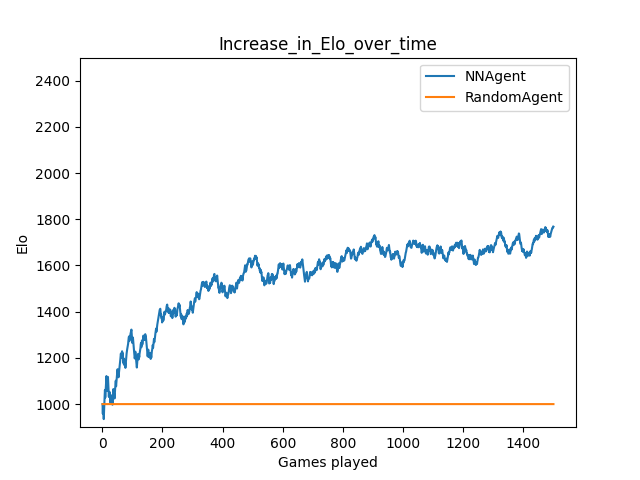 Increase_in_Elo_over_time
NNAgent
RandomAgent
2400
2200
2000
1800
1600
1400
1200
1000
Elo
0 200 400 600 800 1000 1200 1400
Games played